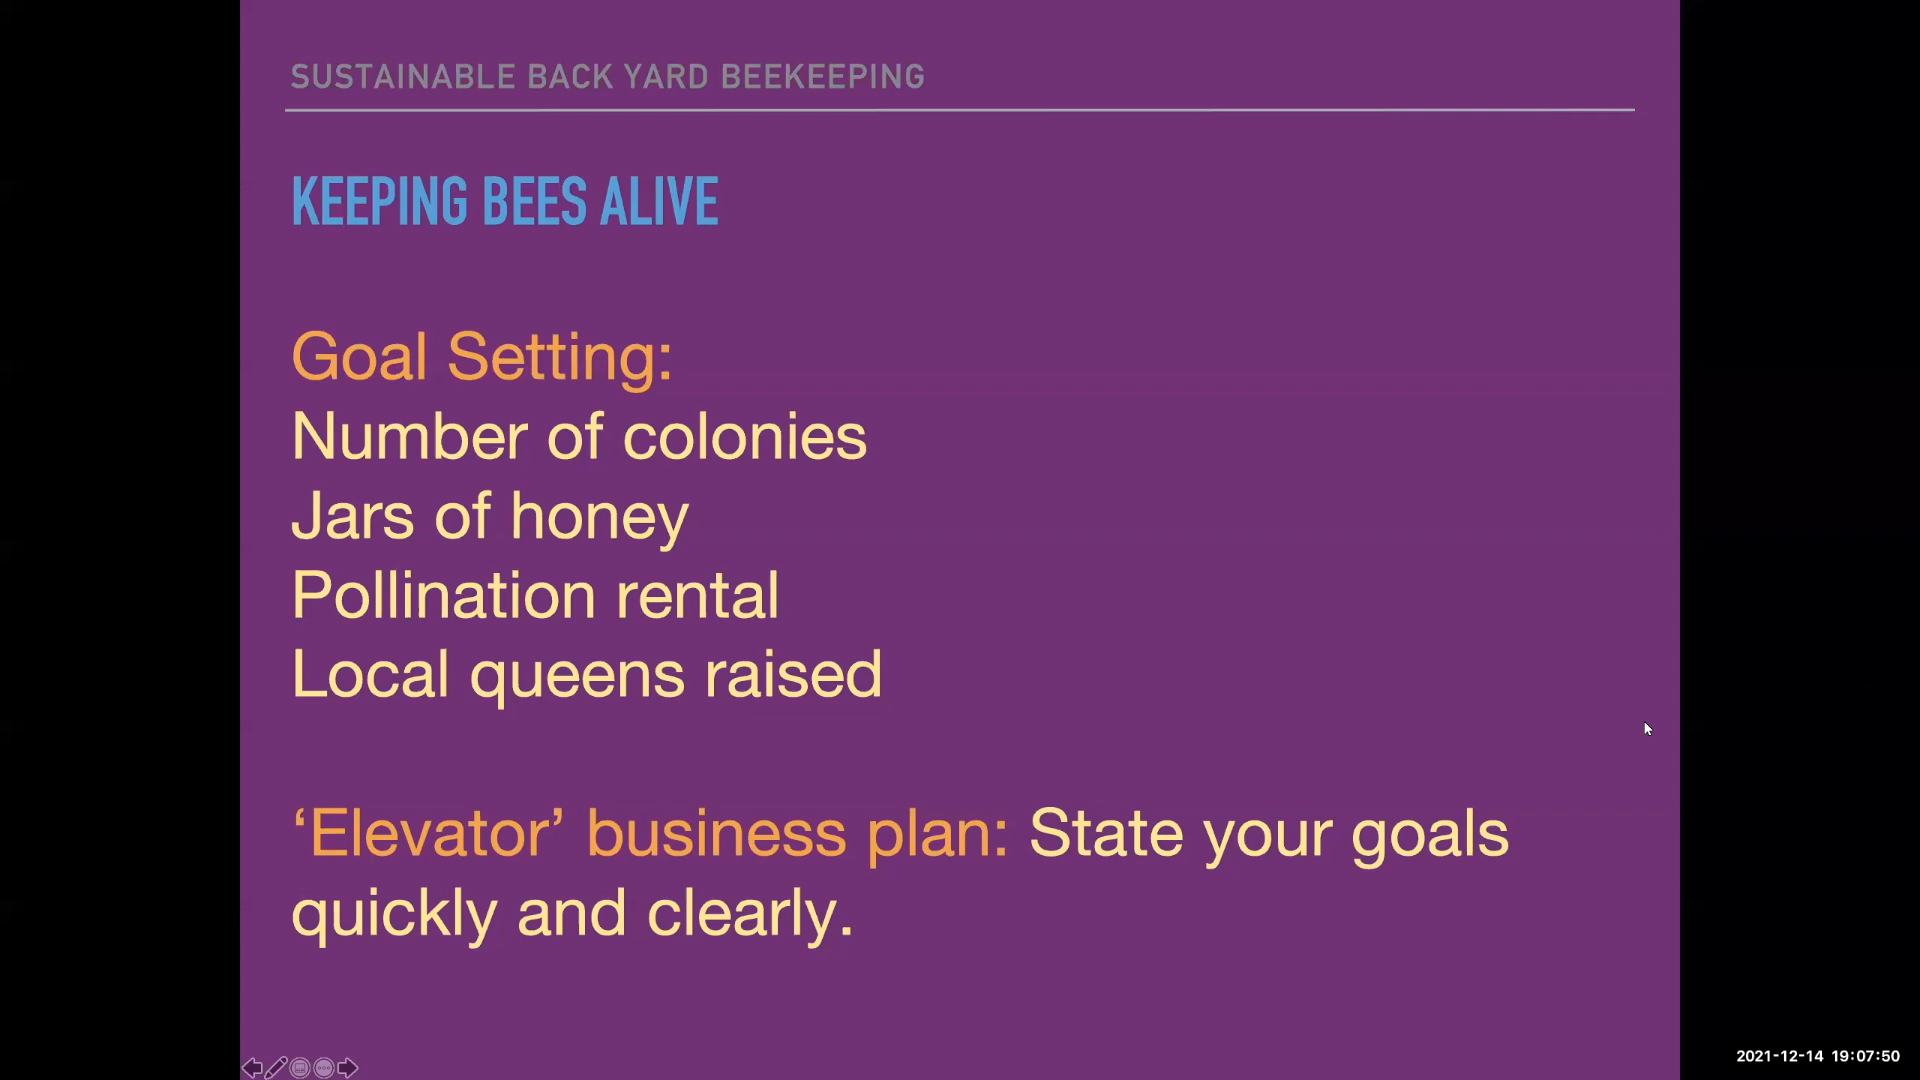 SUSTAINABLE BACK YARD BEEKEEPING
KEEPING BEES ALIVE
Goal Setting:
Number of colonies
Jars of honey
Pollination rental
Local queens raised
‘Elevator’ business plan: State your goals
quickly and clearly.
2021-12-14 19:07:50